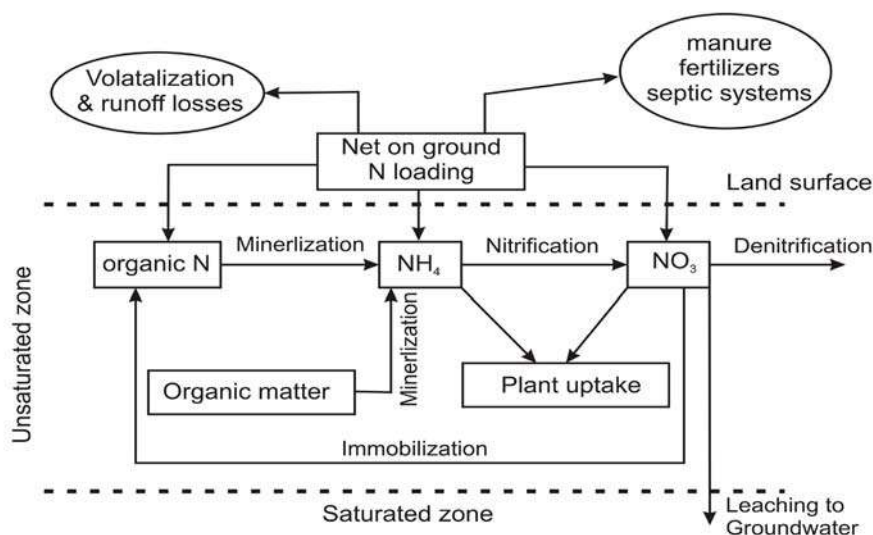 Volatalization
& runoff losses
manure
fertilizers
septic systems
Net on ground
N loading
Land surface
organic N
Minerlization
NH₄
Nitrification
NO₃
Denitrification
Unsaturated zone
Minerlization
Organic matter
Plant uptake
Immobilization
Saturated zone
Leaching to
Groundwater